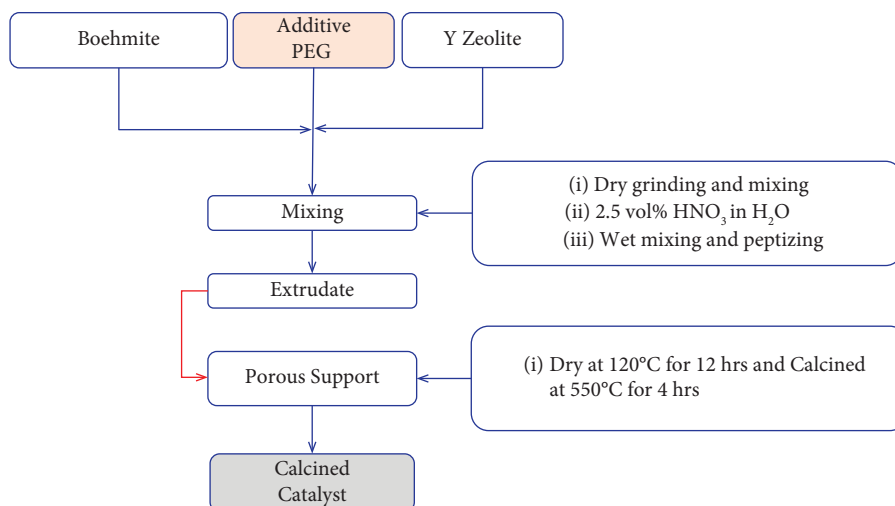 Boehmite
Additive
PEG
Y Zeolite
Mixing
(i) Dry grinding and mixing
(ii) 2.5 vol% HNO₃ in H₂O
(iii) Wet mixing and peptizing
Extrudate
Porous Support
(i) Dry at 120°C for 12 hrs and Calcined
at 550°C for 4 hrs
Calcined
Catalyst